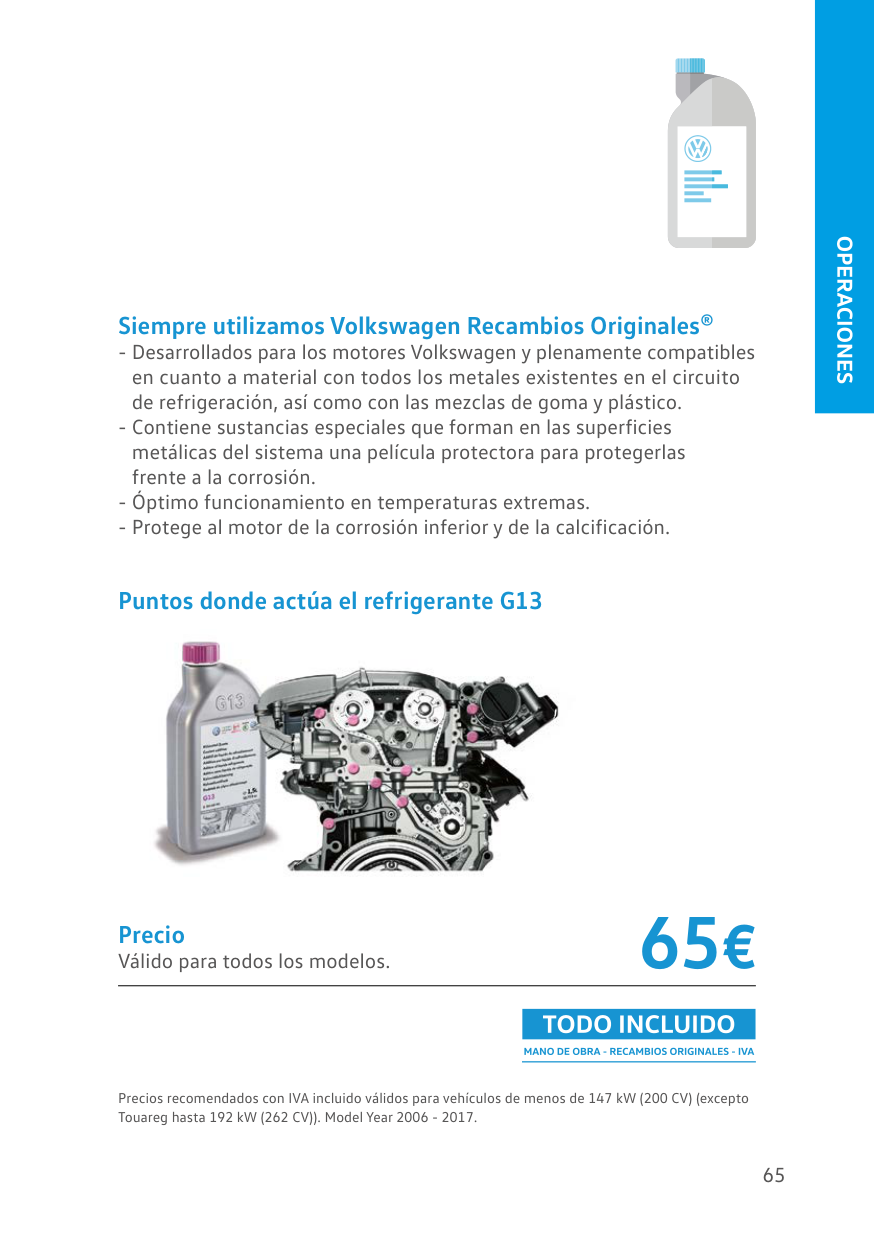 OPERACIONES
Siempre utilizamos Volkswagen Recambios Originales®
- Desarrollados para los motores Volkswagen y plenamente compatibles
en cuanto a material con todos los metales existentes en el circuito
de refrigeración, así como con las mezclas de goma y plástico.
- Contiene sustancias especiales que forman en las superficies
metálicas del sistema una película protectora para protegerlas
frente a la corrosión.
- Óptimo funcionamiento en temperaturas extremas.
- Protege al motor de la corrosión inferior y de la calcificación.
Puntos donde actúa el refrigerante G13
G13
G13
1,5L
Precio
65€
Válido para todos los modelos.
TODO INCLUIDO
MANO DE OBRA - RECAMBIOS ORIGINALES - IVA
Precios recomendados con IVA incluido válidos para vehículos de menos de 147 kW (200 CV) (excepto
Touareg hasta 192 kW (262 CV)). Model Year 2006 - 2017.
65